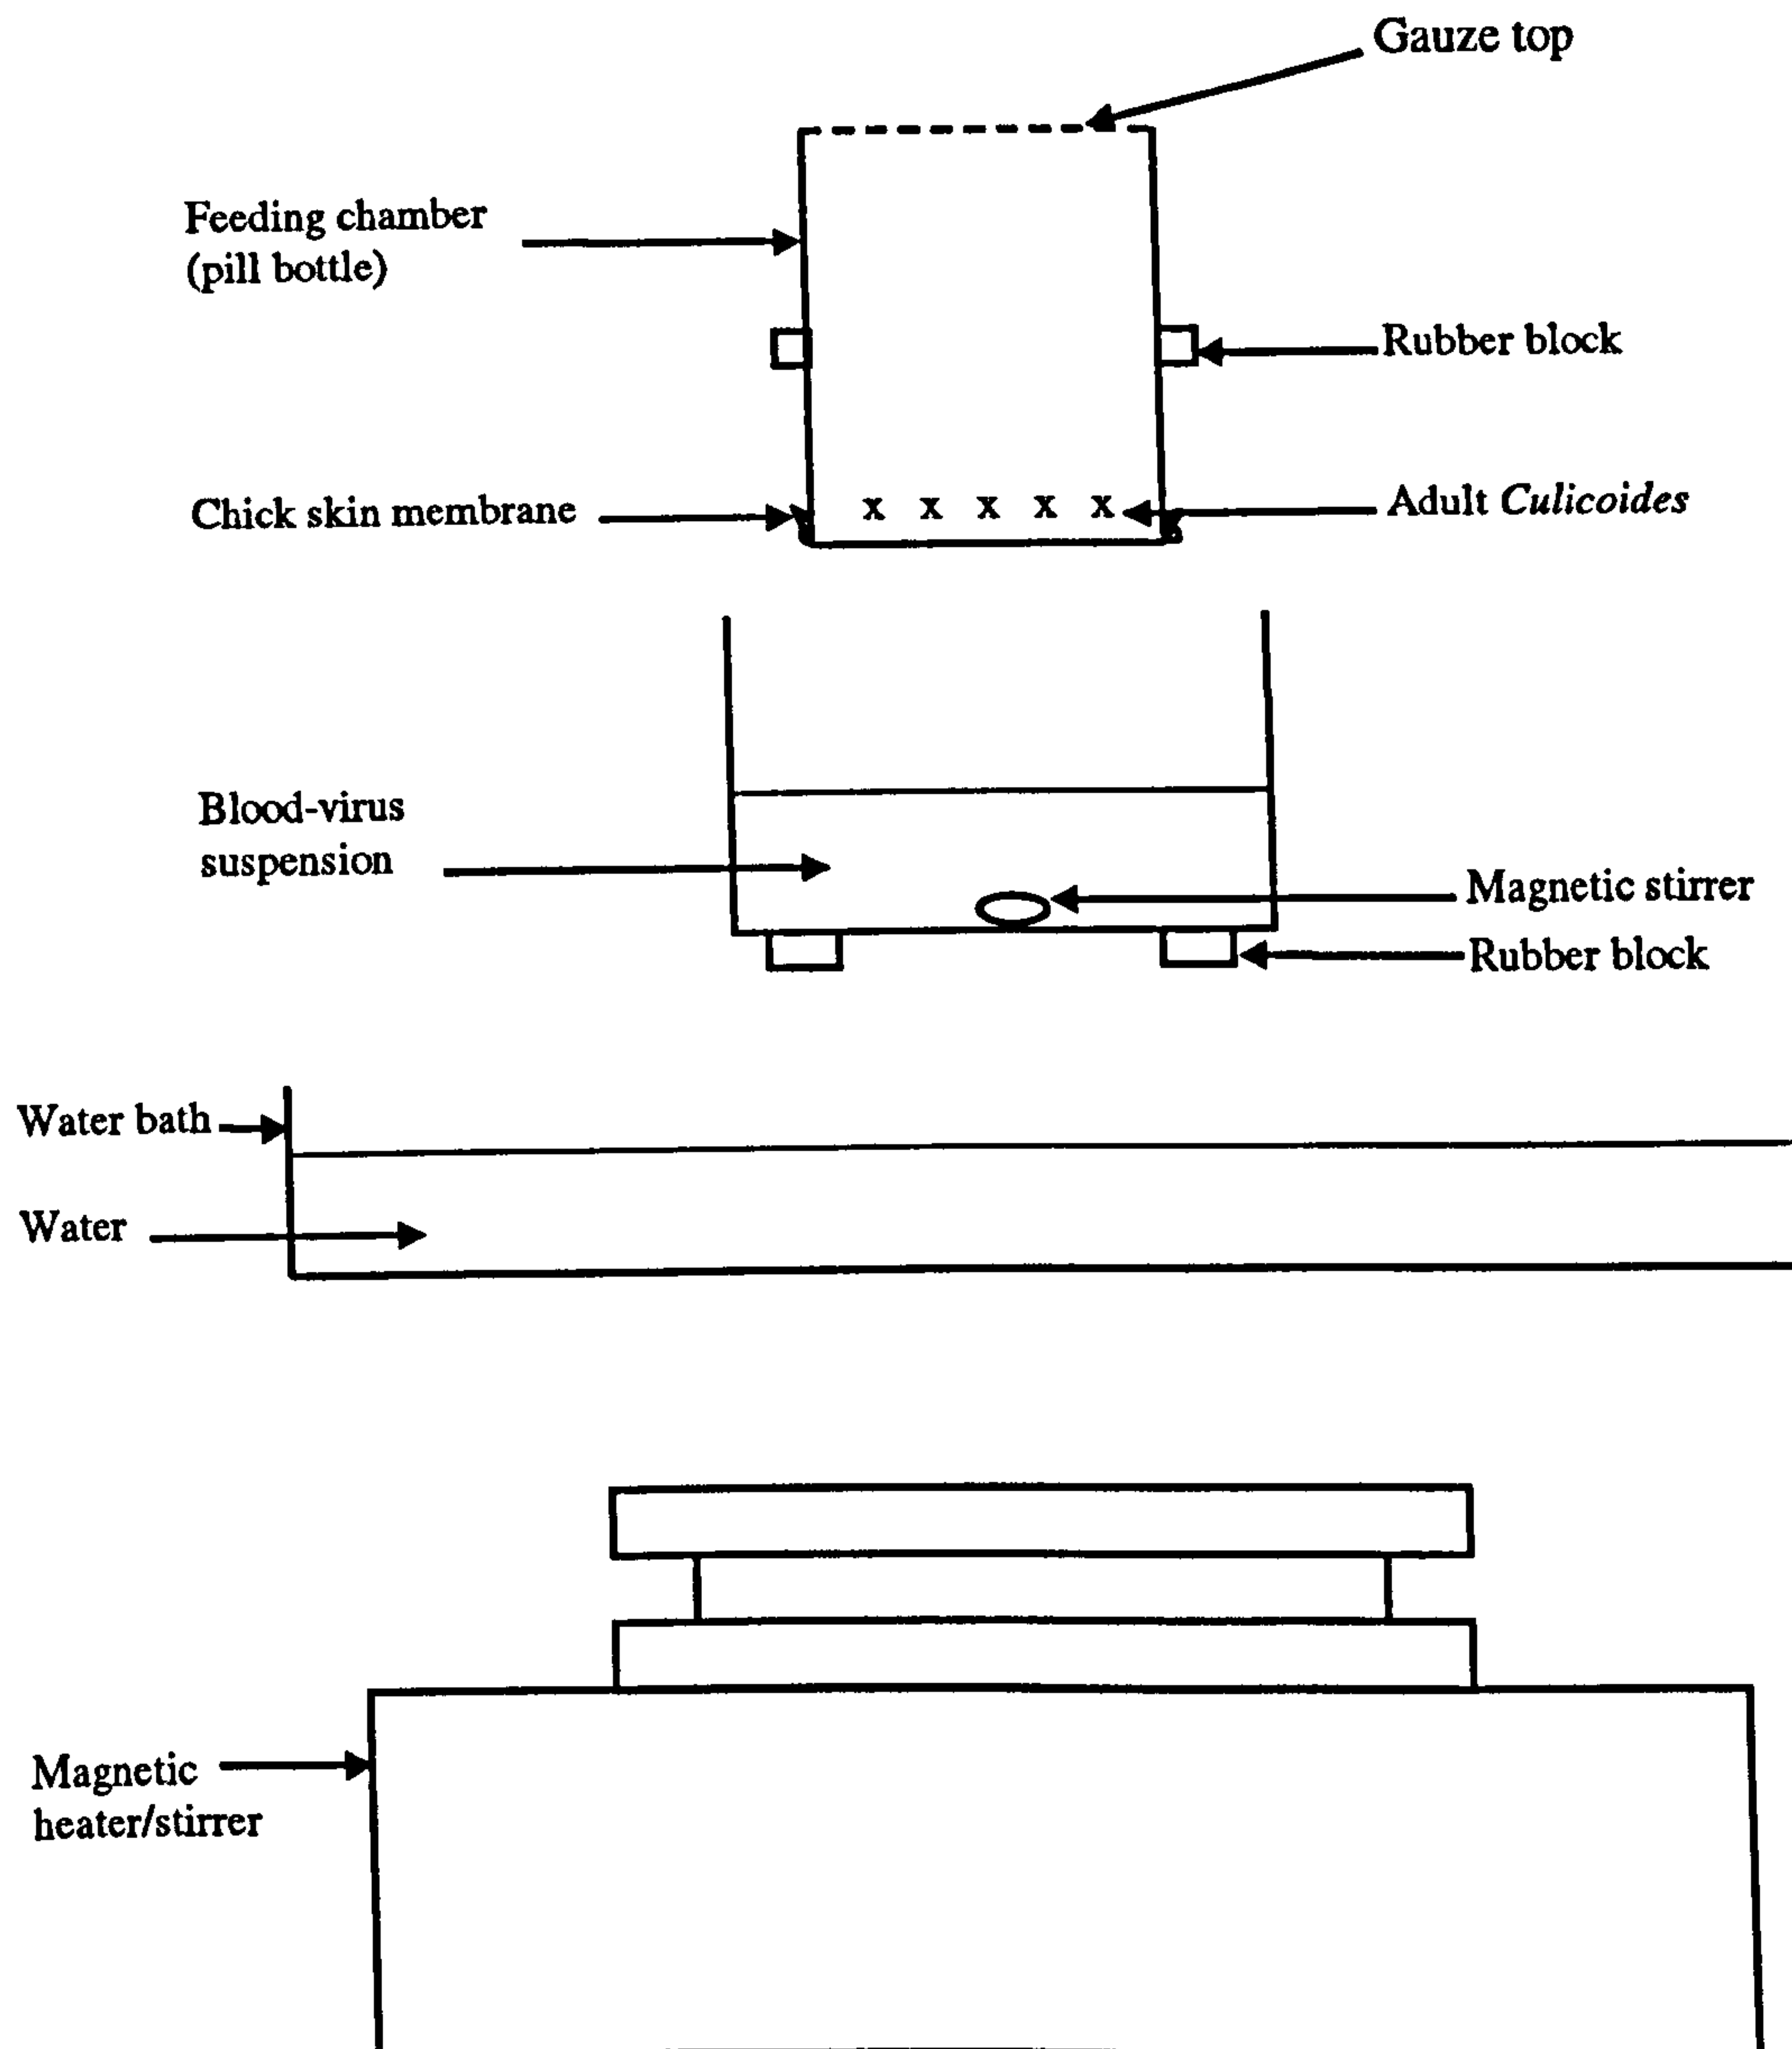 Gauze top
Feeding chamber
(pill bottle)
Rubber block
Chick skin membrane
x x x x x
Adult Culicoides
Blood-virus
suspension
Magnetic stirrer
Rubber block
Water bath
Water
Magnetic
heater/stirrer